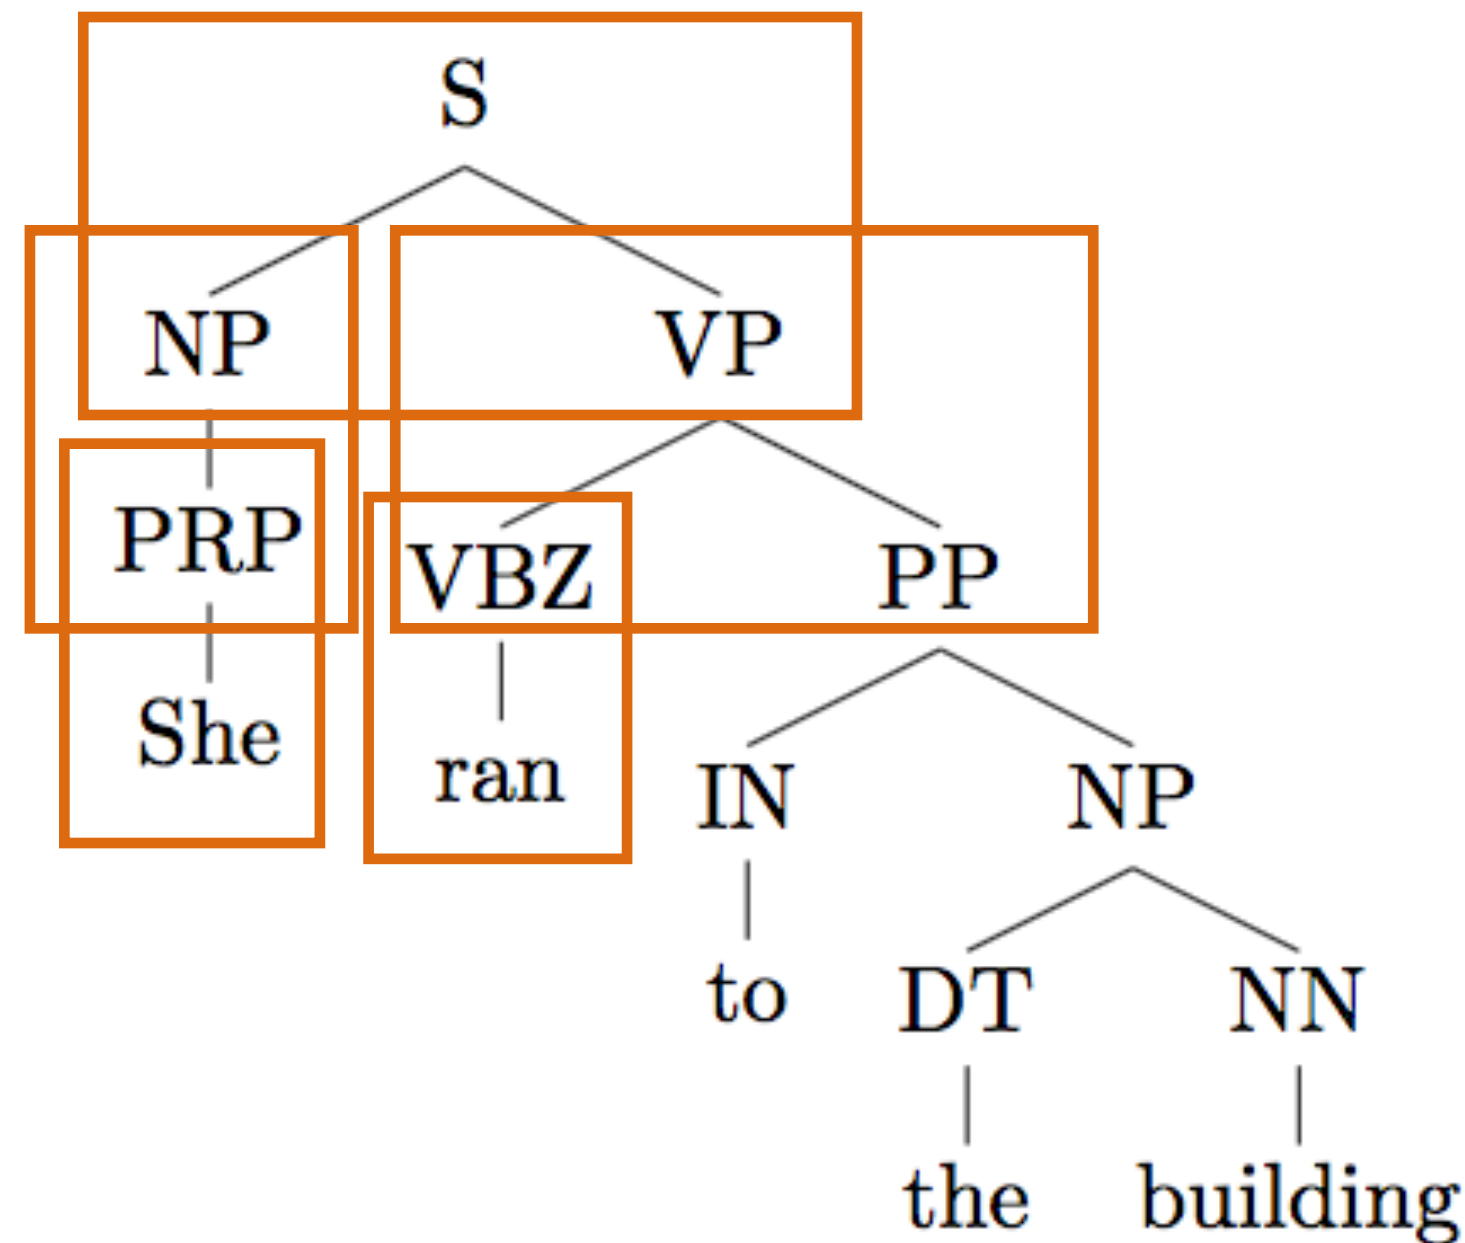 S
NP VP
PRP
VBZ PP
She
ran
IN NP
to DT NN
the building